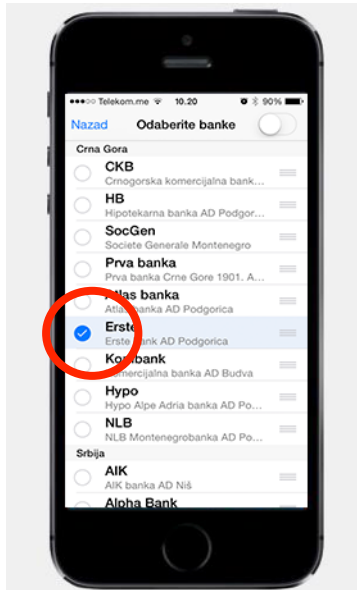 Telekom.me 10.20 90%
Nazad Odaberite banke
Crna Gora
CKB
Crnogorska komercijalna bank...
HB
Hipotekarna banka AD Podgor...
SocGen
Societe Generale Montenegro
Prva banka
Prva banka Crne Gore 1901. A...
Atlas banka
Atlas banka AD Podgorica
Erste
Erste bank AD Podgorica
Kombank
Komercijalna banka AD Budva
Hypo
Hypo Alpe Adria banka AD Po...
NLB
NLB Montenegrobanka AD Po...
Srbija
AIK
AIK banka AD Niš
Alpha Bank